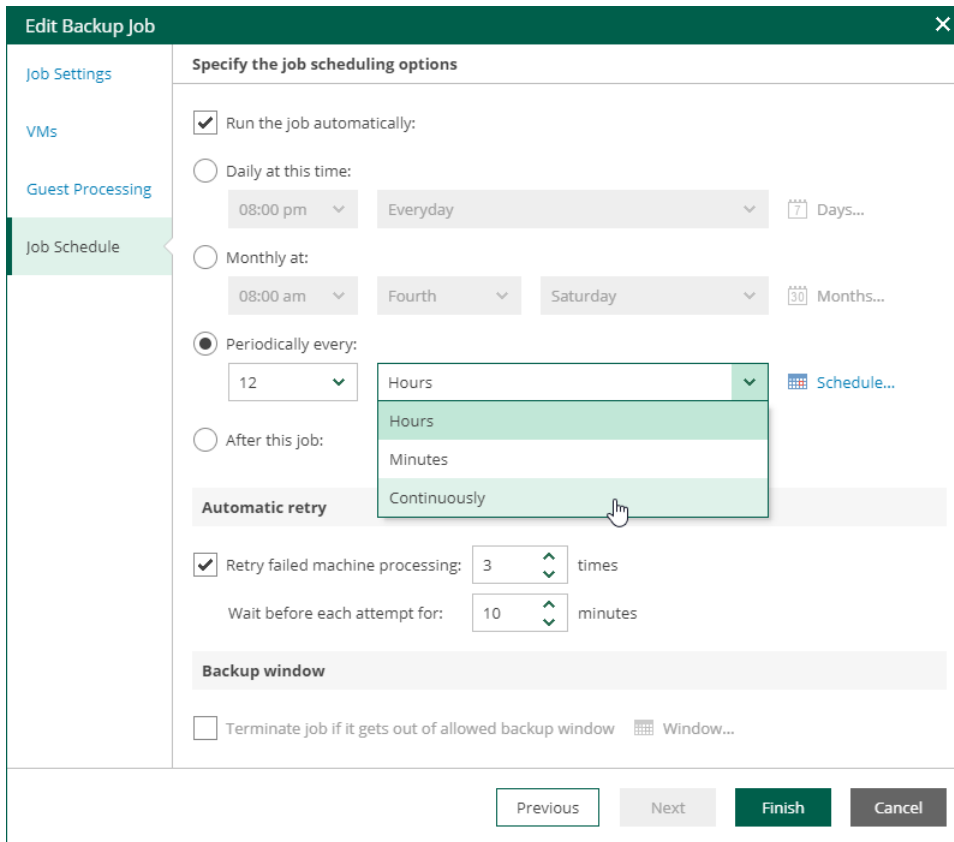 Edit Backup Job
Job Settings
VMs
Guest Processing
Job Schedule
Specify the job scheduling options
Run the job automatically:
Daily at this time:
08:00 pm Everyday 7 Days...
Monthly at:
08:00 am Fourth Saturday 30 Months...
Periodically every:
12 Hours Schedule...
Hours
Minutes
Continuously
After this job:
Automatic retry
Retry failed machine processing: 3 times
Wait before each attempt for: 10 minutes
Backup window
Terminate job if it gets out of allowed backup window Window...
Previous Next Finish Cancel